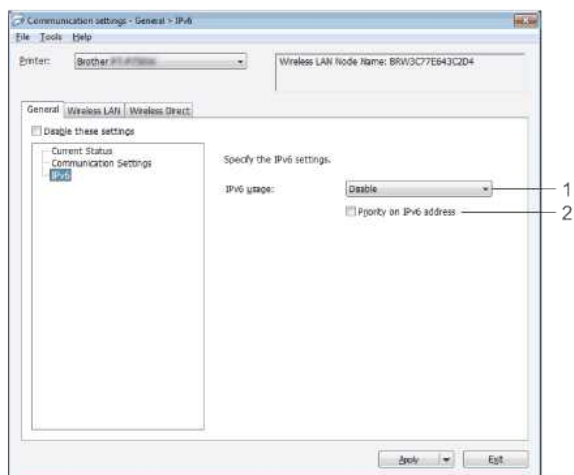 Communication settings - General > IPv6
File Tools Help
Printer: Brother
Wireless LAN Node Name: BRW3C77E643C2D4
General Wireless LAN Wireless Direct
Disable these settings
Current Status
Communication Settings
IPv6
Specify the IPv6 settings.
IPv6 usage: Disable 1
Priority on IPv6 address 2
Apply Exit